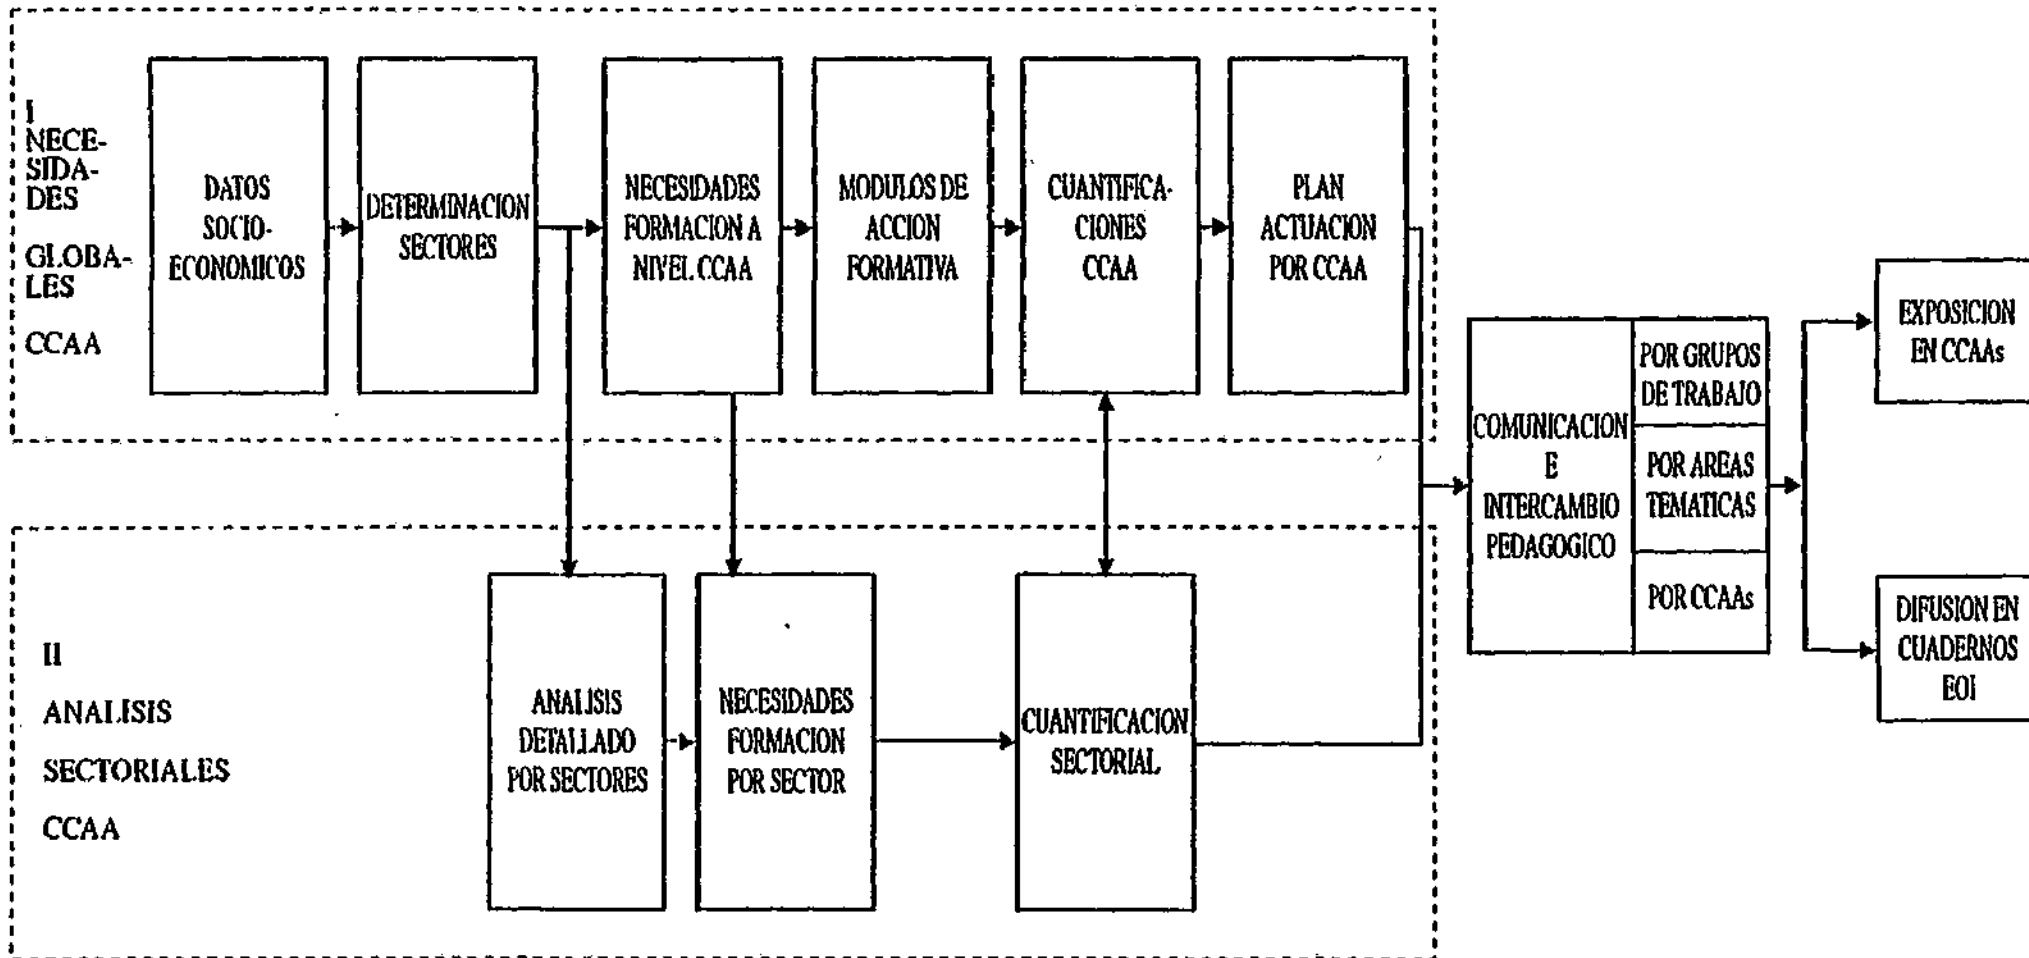 I
NECE-
SIDA-
DES
GLOBA-
LES
CCAA
DATOS
SOCIO-
ECONOMICOS
DETERMINACION
SECTORES
NECESIDADES
FORMACION A
NIVEL CCAA
MODULOS DE
ACCION
FORMATIVA
CUANTIFICA-
CIONES
CCAA
PLAN
ACTUACION
POR CCAA
II
ANALISIS
SECTORIALES
CCAA
ANALISIS
DETALLADO
POR SECTORES
NECESIDADES
FORMACION
POR SECTOR
CUANTIFICACION
SECTORIAL
COMUNICACION
E
INTERCAMBIO
PEDAGOGICO
POR GRUPOS
DE TRABAJO
POR AREAS
TEMATICAS
POR CCAAs
EXPOSICION
EN CCAAs
DIFUSION EN
CUADERNOS
EOI